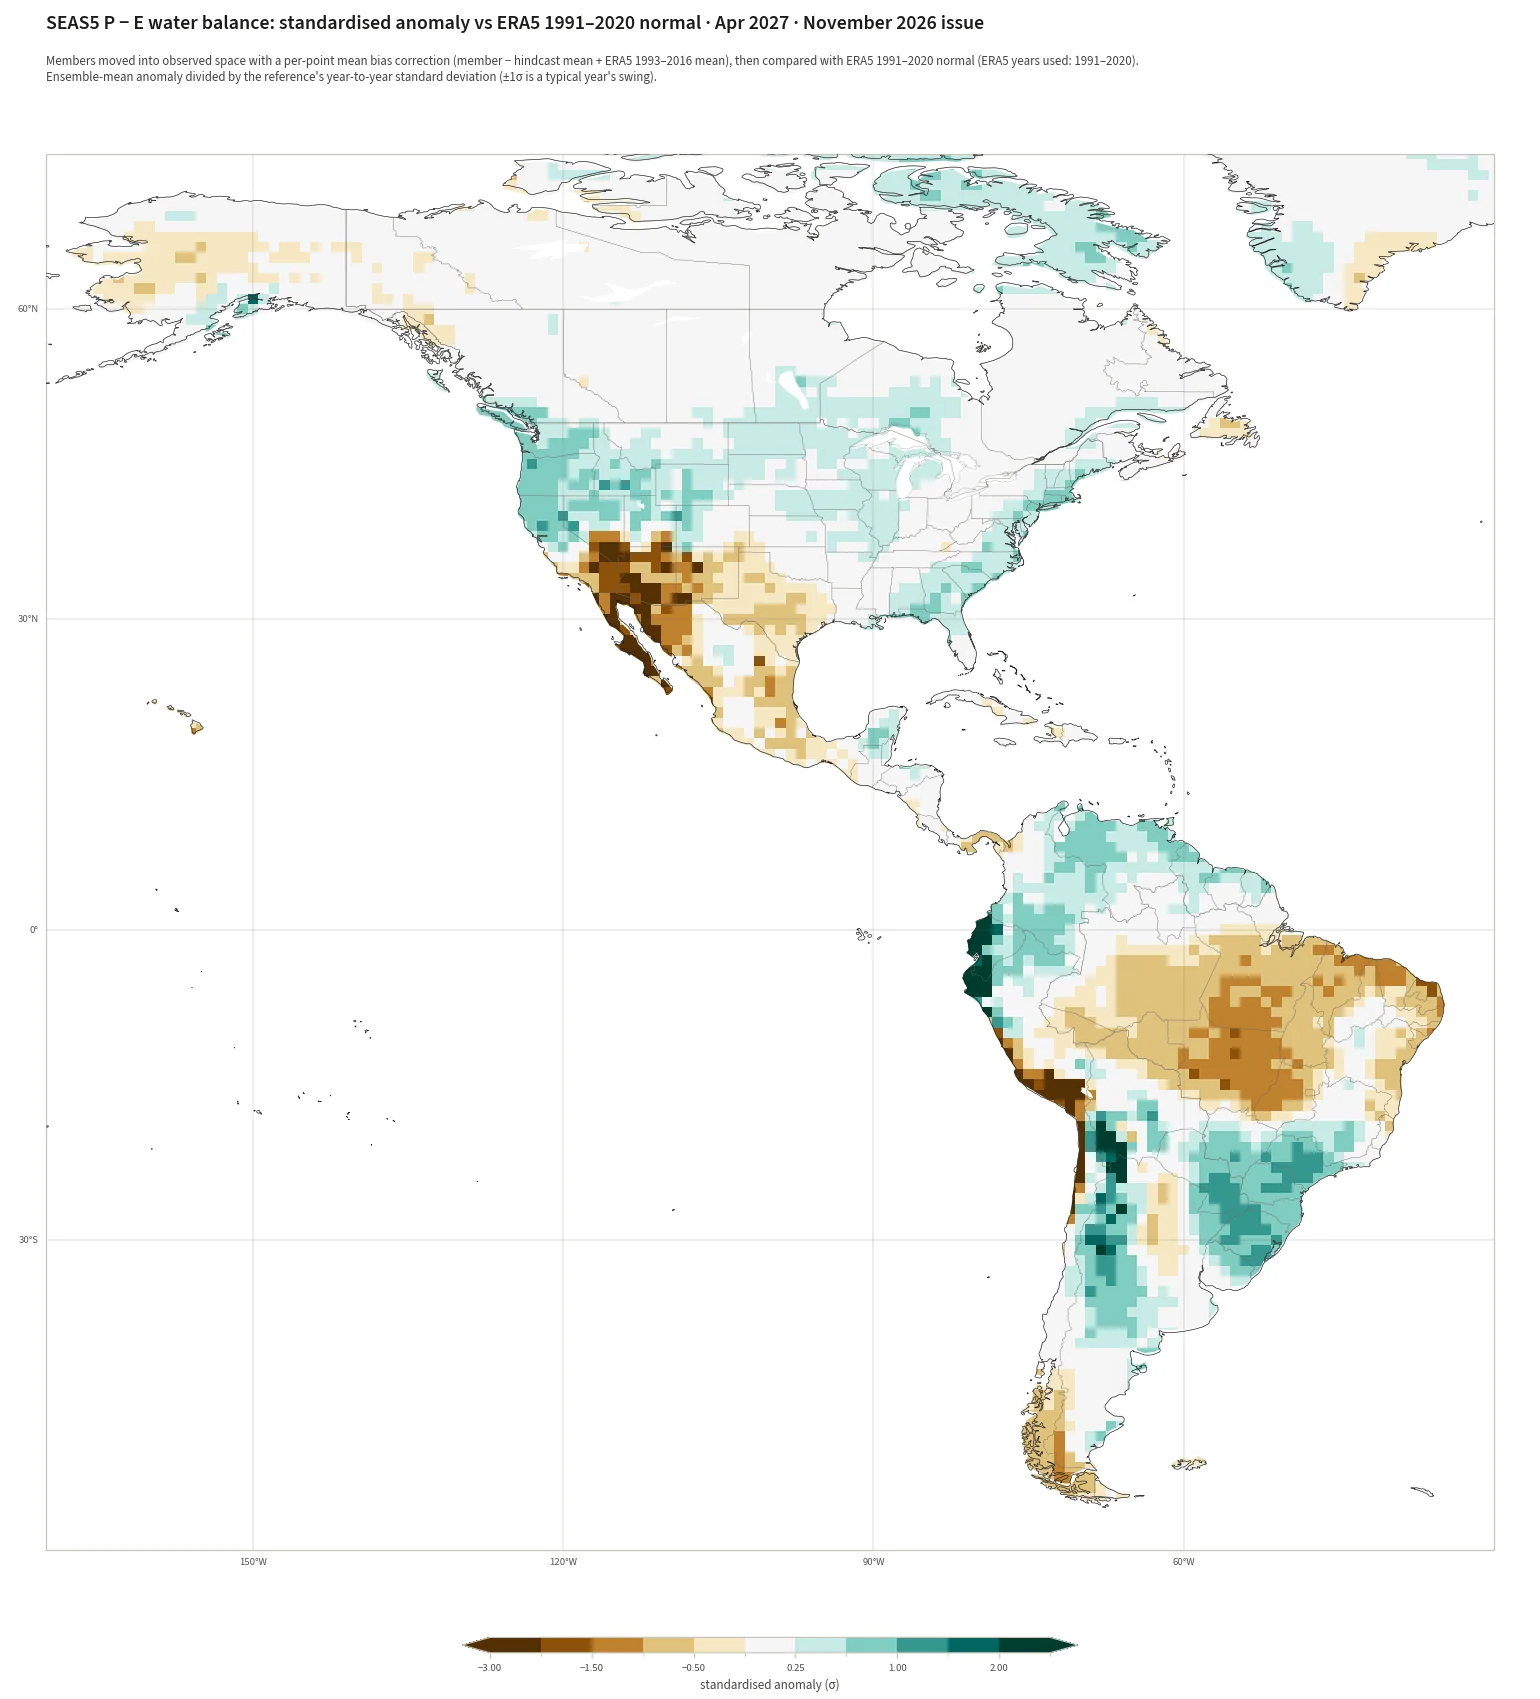 SEAS5 P − E water balance: standardised anomaly vs ERA5 1991–2020 normal · Apr 2027 · November 2026 issue
Members moved into observed space with a per-point mean bias correction (member − hindcast mean + ERA5 1993–2016 mean), then compared with ERA5 1991–2020 normal (ERA5 years used: 1991–2020).
Ensemble-mean anomaly divided by the reference's year-to-year standard deviation (±1σ is a typical year's swing).
60°N
30°N
0°
30°S
150°W
120°W
90°W
60°W
−3.00
−1.50
−0.50
0.25
1.00
2.00
standardised anomaly (σ)